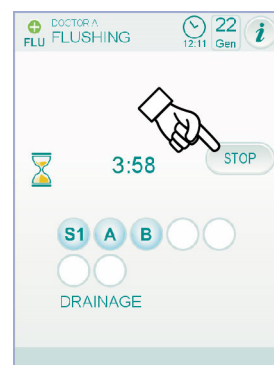 DOCTOR A
FLU FLUSHING
12:11
22
Gen
i
3:58
STOP
S1 A B
DRAINAGE